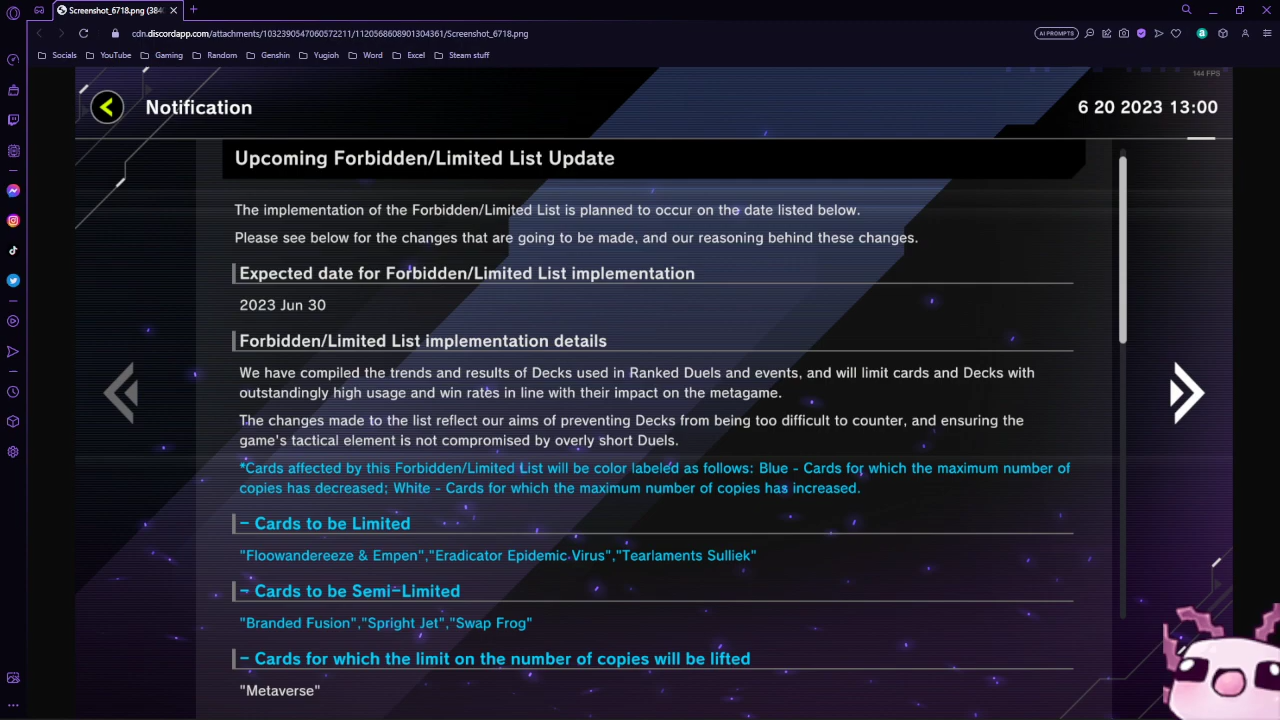 Screenshot_6718.png (384
cdn.discordapp.com/attachments/1032390547060572211/1120568608901304361/Screenshot_6718.png
AI PROMPTS
Socials
YouTube
Gaming
Random
Genshin
Yugioh
Word
Excel
Steam stuff
144 FPS
Notification
6 20 2023 13:00
Upcoming Forbidden/Limited List Update
The implementation of the Forbidden/Limited List is planned to occur on the date listed below.
Please see below for the changes that are going to be made, and our reasoning behind these changes.
Expected date for Forbidden/Limited List implementation
2023 Jun 30
Forbidden/Limited List implementation details
We have compiled the trends and results of Decks used in Ranked Duels and events, and will limit cards and Decks with
outstandingly high usage and win rates in line with their impact on the metagame.
The changes made to the list reflect our aims of preventing Decks from being too difficult to counter, and ensuring the
game's tactical element is not compromised by overly short Duels.
*Cards affected by this Forbidden/Limited List will be color labeled as follows: Blue - Cards for which the maximum number of
copies has decreased; White - Cards for which the maximum number of copies has increased.
- Cards to be Limited
"Floowandereeze & Empen","Eradicator Epidemic Virus","Tearlaments Sulliek"
- Cards to be Semi-Limited
"Branded Fusion","Spright Jet","Swap Frog"
- Cards for which the limit on the number of copies will be lifted
"Metaverse"